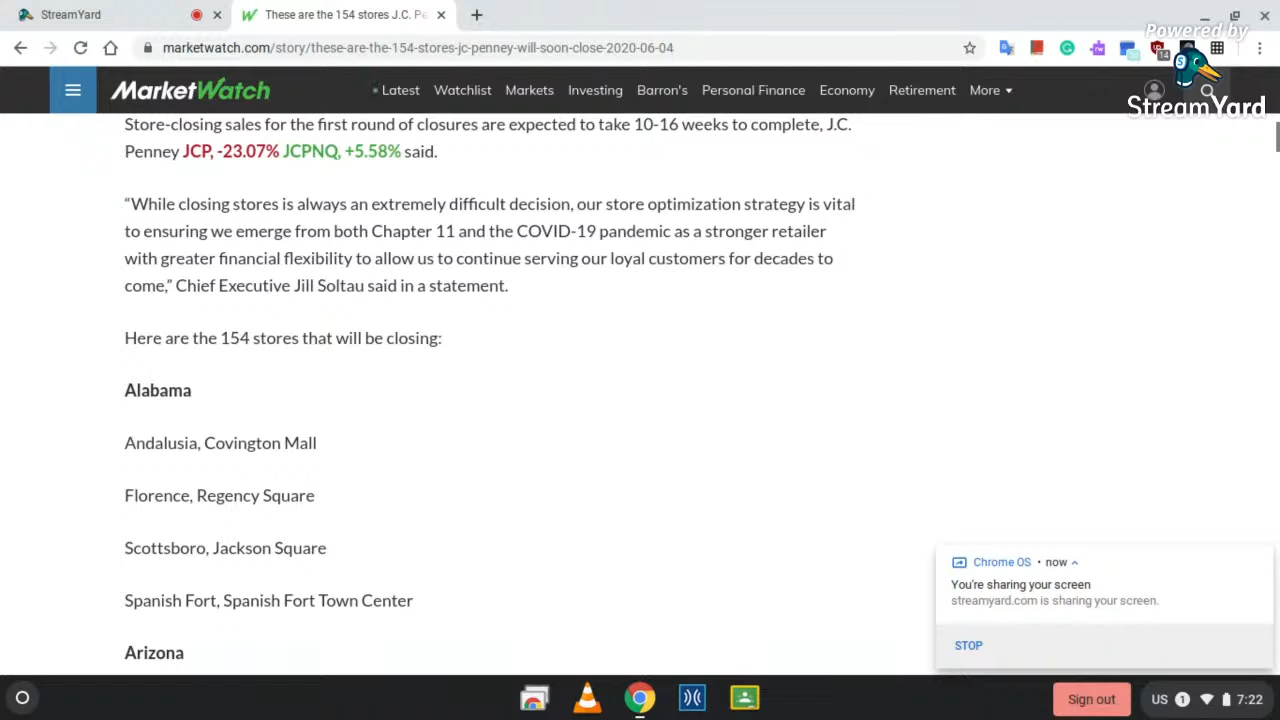 StreamYard
These are the 154 stores J.C. Pe
marketwatch.com/story/these-are-the-154-stores-jc-penney-will-soon-close-2020-06-04
14
Powered by
S
StreamYard
MarketWatch
Latest Watchlist Markets Investing Barron's Personal Finance Economy Retirement More
Store-closing sales for the first round of closures are expected to take 10-16 weeks to complete, J.C.
Penney JCP, -23.07% JCPNQ, +5.58% said.
“While closing stores is always an extremely difficult decision, our store optimization strategy is vital
to ensuring we emerge from both Chapter 11 and the COVID-19 pandemic as a stronger retailer
with greater financial flexibility to allow us to continue serving our loyal customers for decades to
come,” Chief Executive Jill Soltau said in a statement.
Here are the 154 stores that will be closing:
Alabama
Andalusia, Covington Mall
Florence, Regency Square
Scottsboro, Jackson Square
Spanish Fort, Spanish Fort Town Center
Arizona
Chrome OS • now
You're sharing your screen
streamyard.com is sharing your screen.
STOP
Sign out
US 1 7:22